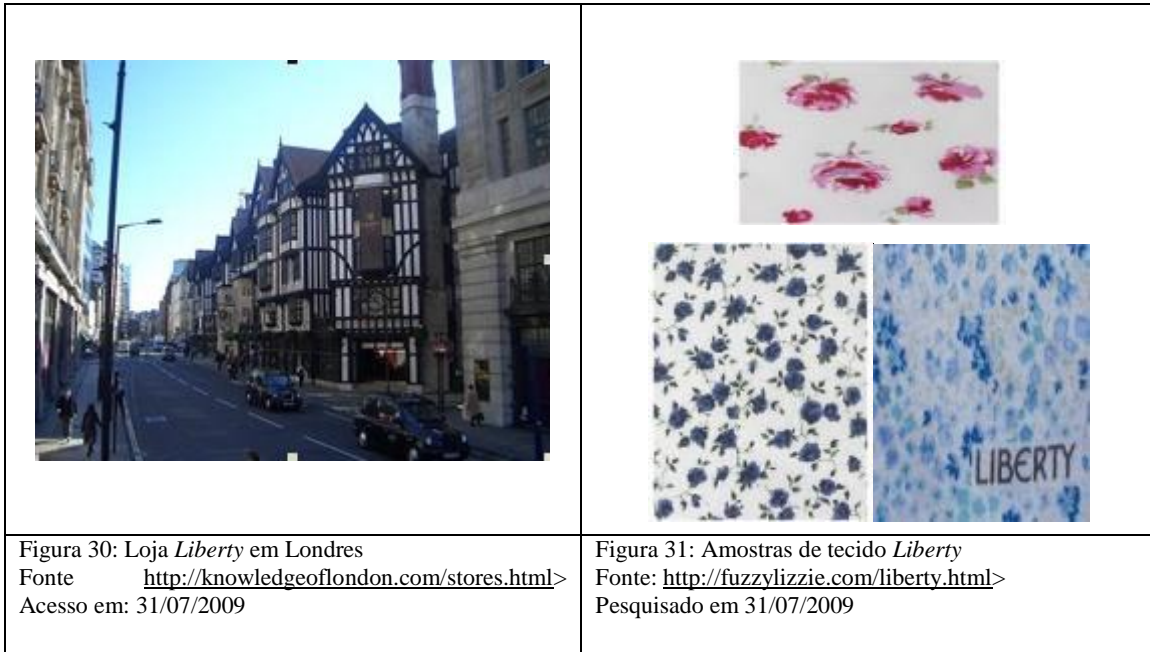 LIBERTY
Figura 30: Loja Liberty em Londres
Fonte http://knowledgeoflondon.com/stores.html>
Acesso em: 31/07/2009
Figura 31: Amostras de tecido Liberty
Fonte: http://fuzzylizzie.com/liberty.html>
Pesquisado em 31/07/2009